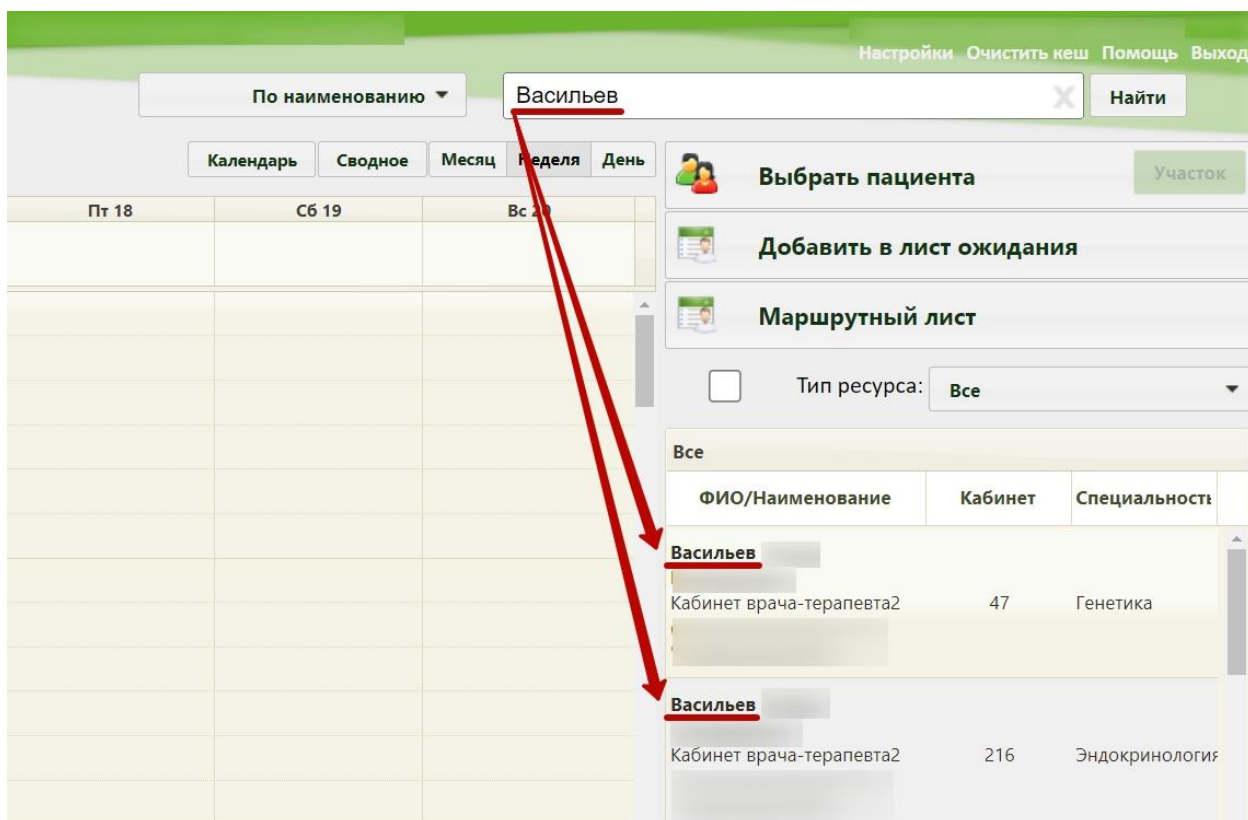 Настройки Очистить кеш Помощь Выход
По наименованию Васильев X Найти
Календарь Сводное Месяц Неделя День
Выбрать пациента Участок
Пт 18 Сб 19 Вс 20
Добавить в лист ожидания
Маршрутный лист
Тип ресурса: Все
Все
ФИО/Наименование Кабинет Специальность
Васильев
Кабинет врача-терапевта2 47 Генетика
Васильев
Кабинет врача-терапевта2 216 Эндокринология